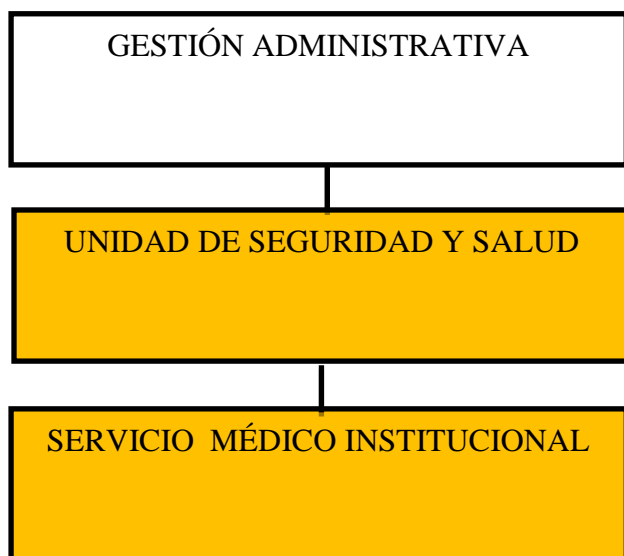 GESTIÓN ADMINISTRATIVA
UNIDAD DE SEGURIDAD Y SALUD
SERVICIO MÉDICO INSTITUCIONAL